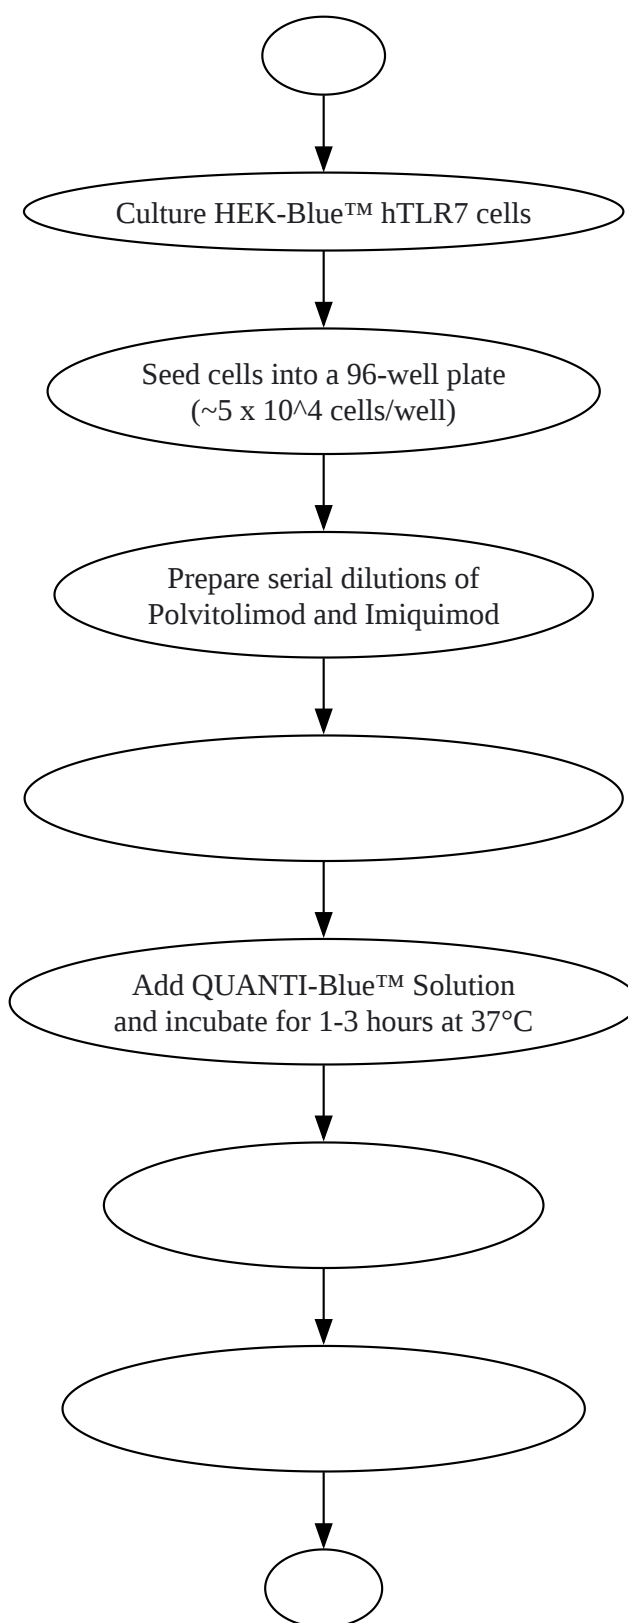 Culture HEK-Blue™ hTLR7 cells
Seed cells into a 96-well plate
(~5 x 10^4 cells/well)
Prepare serial dilutions of
Polvitolimod and Imiquimod
Add QUANTI-Blue™ Solution
and incubate for 1-3 hours at 37°C